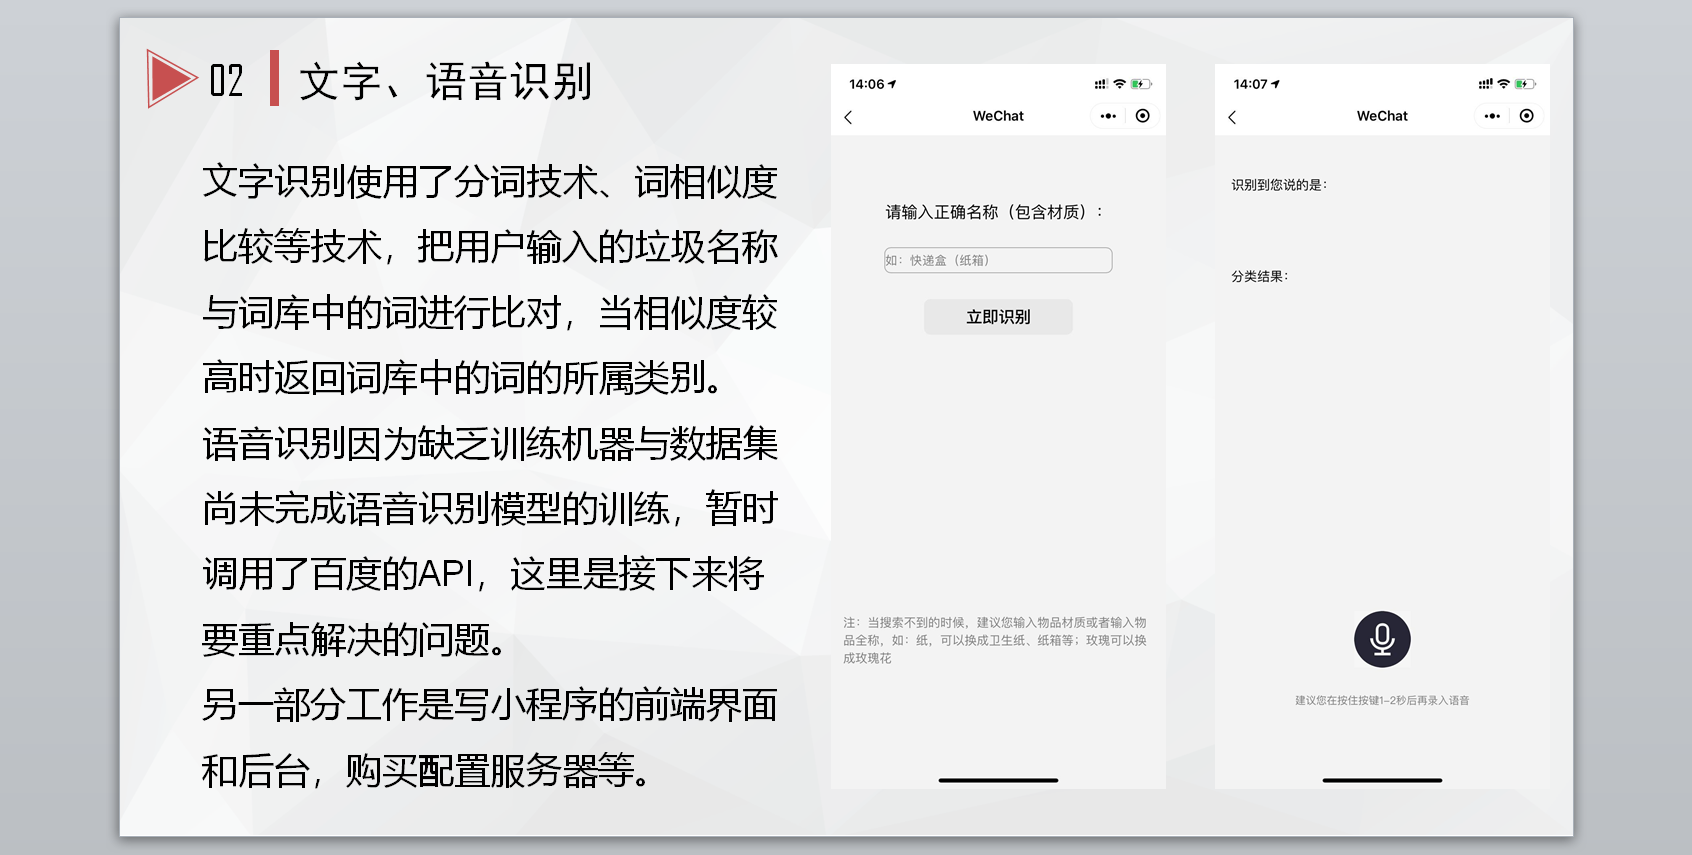 02 文字、语音识别
文字识别使用了分词技术、词相似度
比较等技术，把用户输入的垃圾名称
与词库中的词进行比对，当相似度较
高时返回词库中的词的所属类别。
语音识别因为缺乏训练机器与数据集
尚未完成语音识别模型的训练，暂时
调用了百度的API，这里是接下来将
要重点解决的问题。
另一部分工作是写小程序的前端界面
和后台，购买配置服务器等。
14:06
WeChat
请输入正确名称（包含材质）：
如：快递盒（纸箱）
立即识别
注：当搜索不到的时候，建议您输入物品材质或者输入物
品全称，如：纸，可以换成卫生纸、纸箱等；玫瑰可以换
成玫瑰花
14:07
WeChat
识别到您说的是：
分类结果：
建议您在按住按键1-2秒后再录入语音